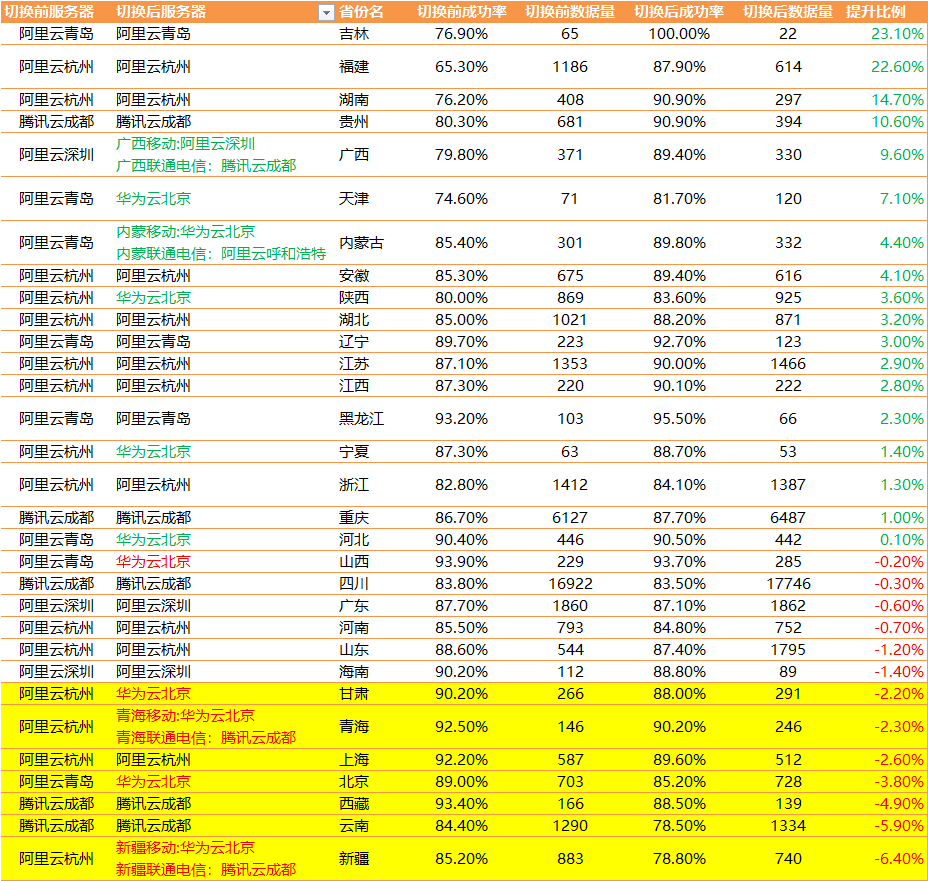 切换前服务器 切换后服务器 省份名 切换前成功率 切换前数据量 切换后成功率 切换后数据量 提升比例
阿里云青岛 阿里云青岛 吉林 76.90% 65 100.00% 22 23.10%
阿里云杭州 阿里云杭州 福建 65.30% 1186 87.90% 614 22.60%
阿里云杭州 阿里云杭州 湖南 76.20% 408 90.90% 297 14.70%
腾讯云成都 腾讯云成都 贵州 80.30% 681 90.90% 394 10.60%
广西移动:阿里云深圳
阿里云深圳 广西 79.80% 371 89.40% 330 9.60%
广西联通电信：腾讯云成都
阿里云青岛 华为云北京 天津 74.60% 71 81.70% 120 7.10%
内蒙移动:华为云北京
阿里云青岛 内蒙古 85.40% 301 89.80% 332 4.40%
内蒙联通电信：阿里云呼和浩特
阿里云杭州 阿里云杭州 安徽 85.30% 675 89.40% 616 4.10%
阿里云杭州 华为云北京 陕西 80.00% 869 83.60% 925 3.60%
阿里云杭州 阿里云杭州 湖北 85.00% 1021 88.20% 871 3.20%
阿里云青岛 阿里云青岛 辽宁 89.70% 223 92.70% 123 3.00%
阿里云杭州 阿里云杭州 江苏 87.10% 1353 90.00% 1466 2.90%
阿里云杭州 阿里云杭州 江西 87.30% 220 90.10% 222 2.80%
阿里云青岛 阿里云青岛 黑龙江 93.20% 103 95.50% 66 2.30%
阿里云杭州 华为云北京 宁夏 87.30% 63 88.70% 53 1.40%
阿里云杭州 阿里云杭州 浙江 82.80% 1412 84.10% 1387 1.30%
腾讯云成都 腾讯云成都 重庆 86.70% 6127 87.70% 6487 1.00%
阿里云青岛 华为云北京 河北 90.40% 446 90.50% 442 0.10%
阿里云青岛 华为云北京 山西 93.90% 229 93.70% 285 -0.20%
腾讯云成都 腾讯云成都 四川 83.80% 16922 83.50% 17746 -0.30%
阿里云深圳 阿里云深圳 广东 87.70% 1860 87.10% 1862 -0.60%
阿里云杭州 阿里云杭州 河南 85.50% 793 84.80% 752 -0.70%
阿里云杭州 阿里云杭州 山东 88.60% 544 87.40% 1795 -1.20%
阿里云深圳 阿里云深圳 海南 90.20% 112 88.80% 89 -1.40%
阿里云杭州 华为云北京 甘肃 90.20% 266 88.00% 291 -2.20%
青海移动:华为云北京
阿里云杭州 青海 92.50% 146 90.20% 246 -2.30%
青海联通电信：腾讯云成都
阿里云杭州 阿里云杭州 上海 92.20% 587 89.60% 512 -2.60%
阿里云青岛 华为云北京 北京 89.00% 703 85.20% 728 -3.80%
腾讯云成都 腾讯云成都 西藏 93.40% 166 88.50% 139 -4.90%
腾讯云成都 腾讯云成都 云南 84.40% 1290 78.50% 1334 -5.90%
新疆移动:华为云北京
阿里云杭州 新疆 85.20% 883 78.80% 740 -6.40%
新疆联通电信：腾讯云成都